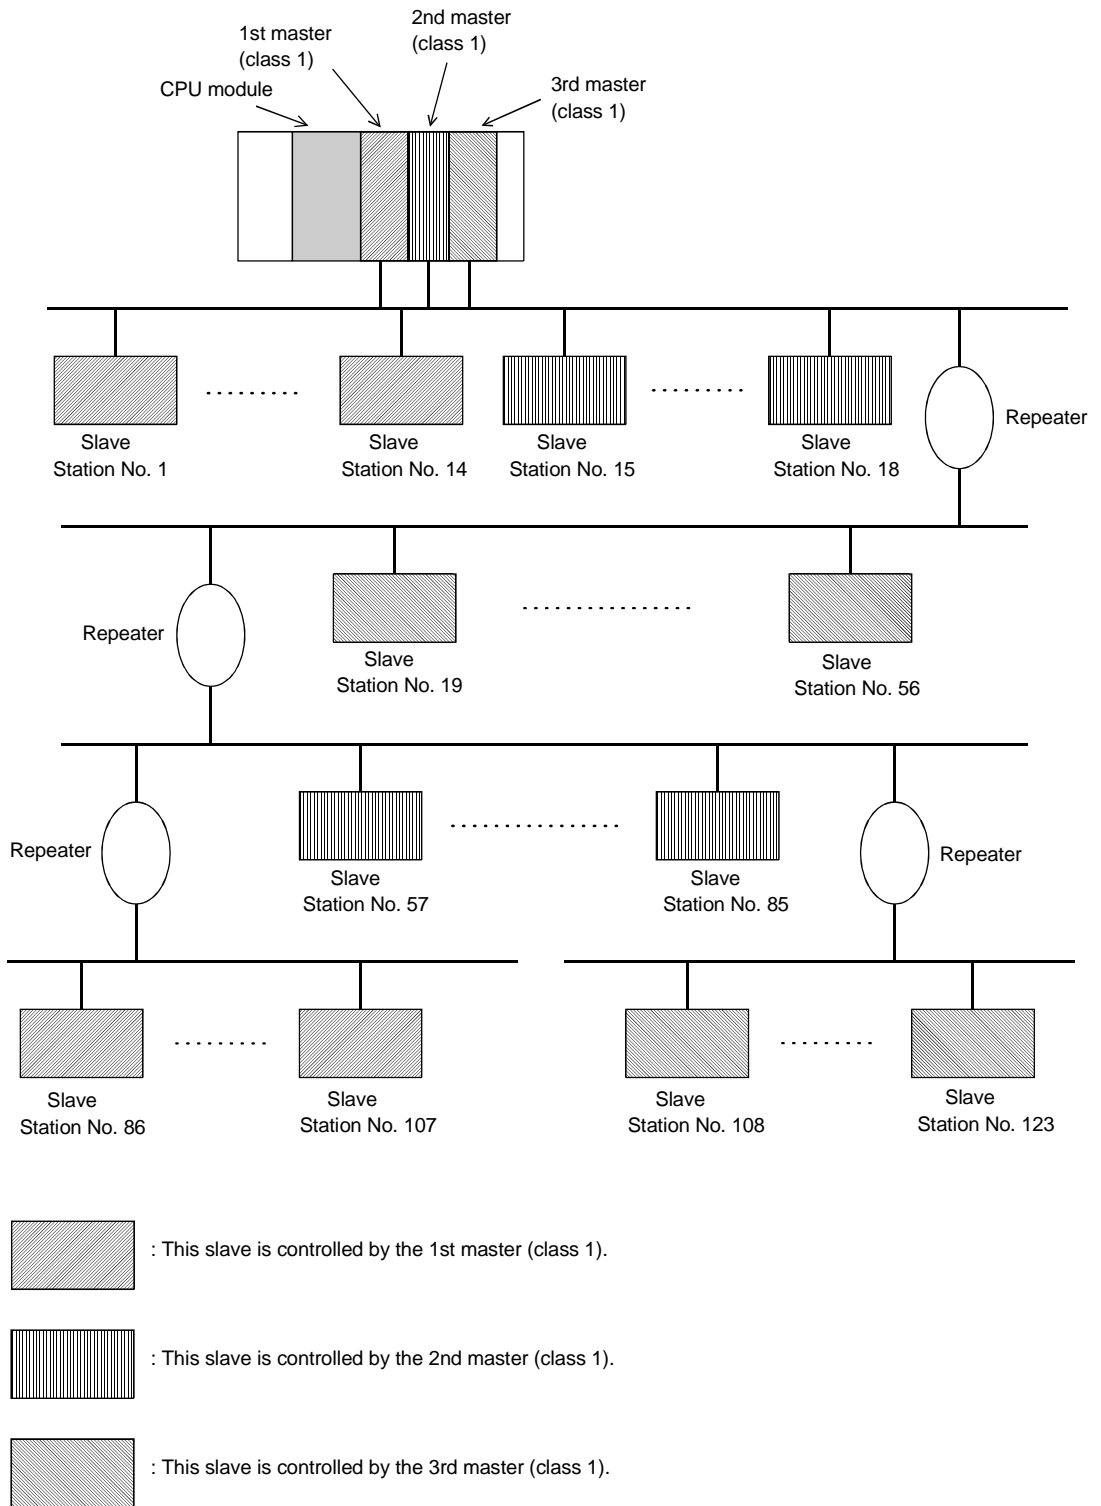 2nd master
(class 1)
1st master
(class 1)
3rd master
(class 1)
CPU module
Repeater
Slave
Station No. 1
Slave
Station No. 14
Slave
Station No. 15
Slave
Station No. 18
Repeater
Slave
Station No. 19
Slave
Station No. 56
Repeater
Slave
Station No. 57
Slave
Station No. 85
Repeater
Slave
Station No. 86
Slave
Station No. 107
Slave
Station No. 108
Slave
Station No. 123
: This slave is controlled by the 1st master (class 1).
: This slave is controlled by the 2nd master (class 1).
: This slave is controlled by the 3rd master (class 1).